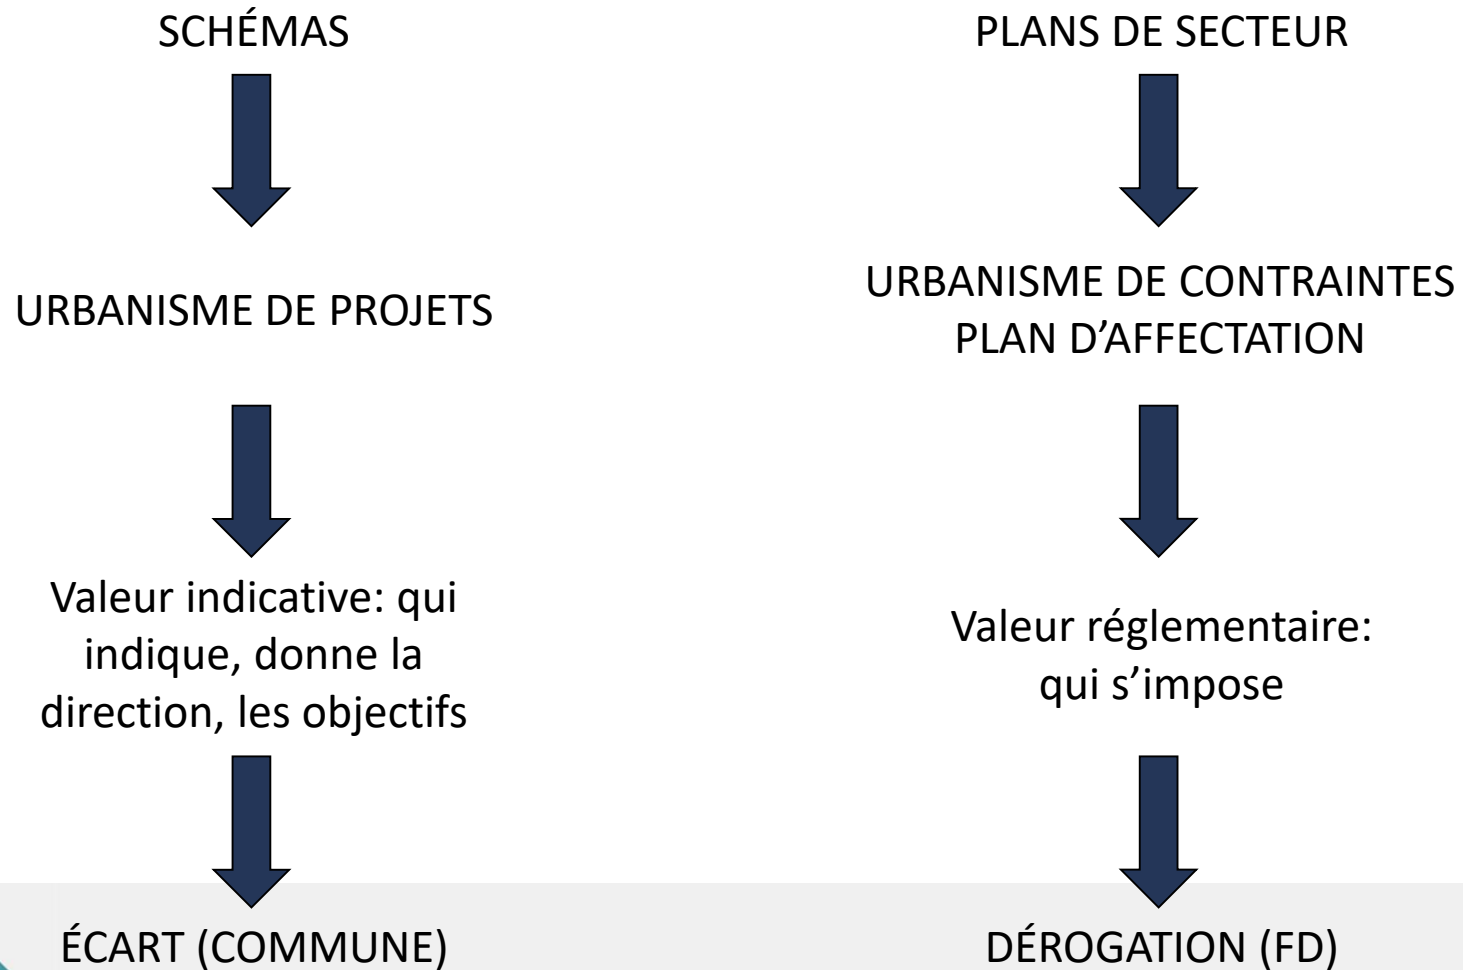 SCHÉMAS
URBANISME DE PROJETS
Valeur indicative: qui
indique, donne la
direction, les objectifs
ÉCART (COMMUNE)
PLANS DE SECTEUR
URBANISME DE CONTRAINTES
PLAN D’AFFECTATION
Valeur réglementaire:
qui s’impose
DÉROGATION (FD)